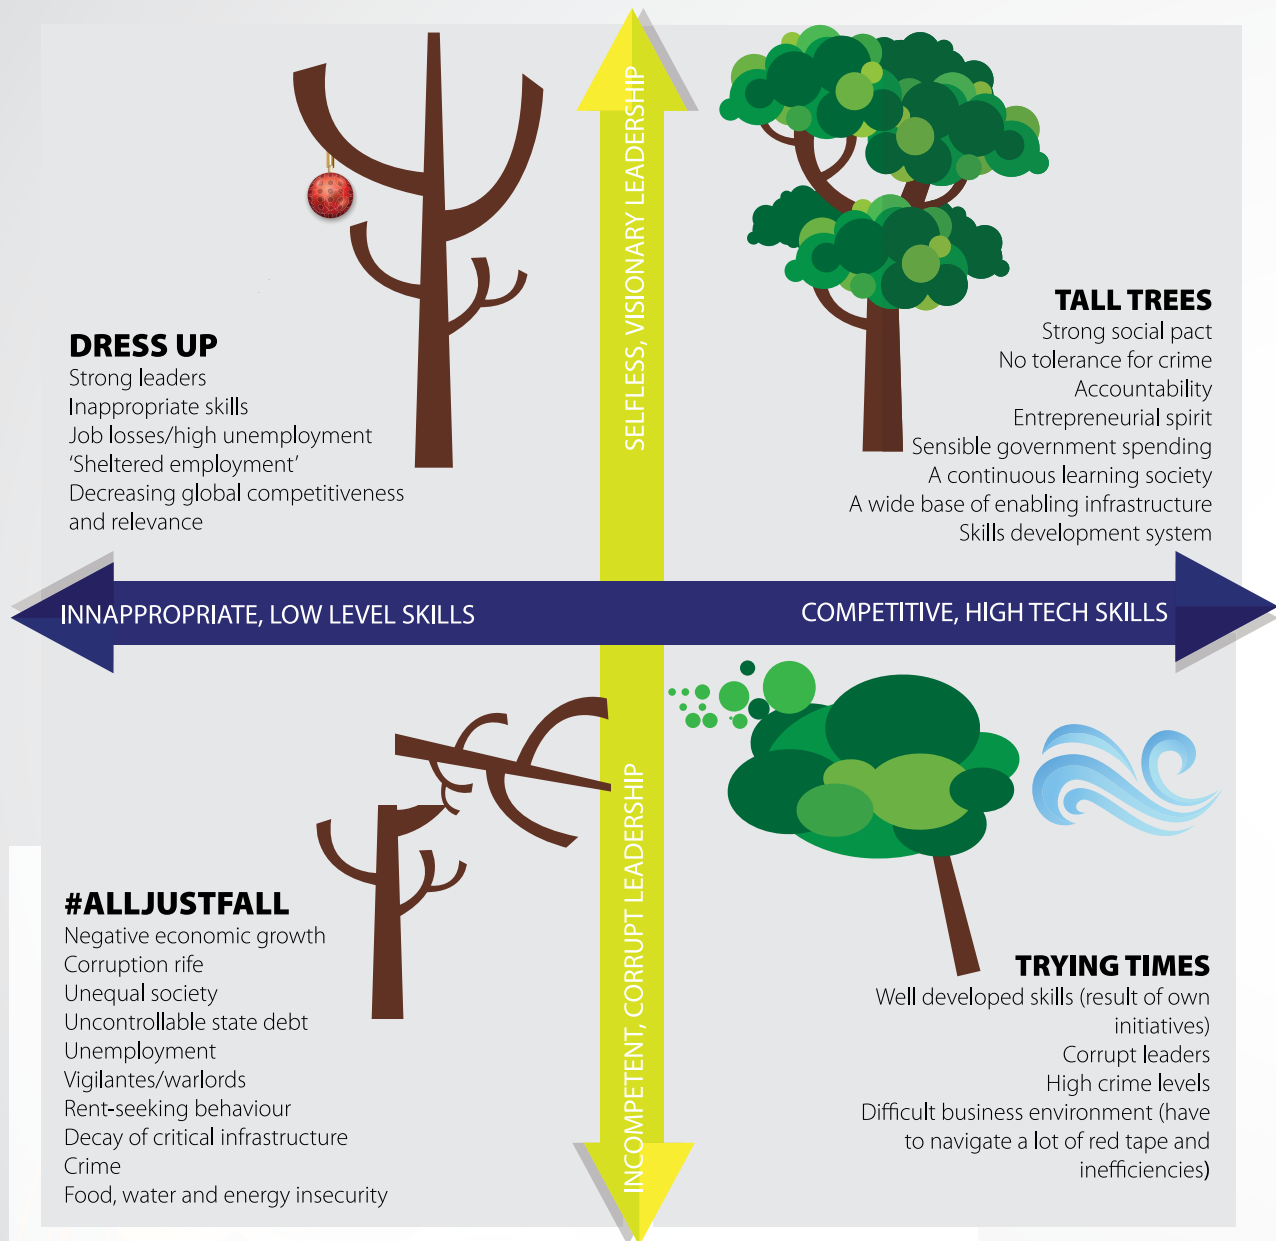 SELFLESS, VISIONARY LEADERSHIP
DRESS UP
Strong leaders
Inappropriate skills
Job losses/high unemployment
‘Sheltered employment’
Decreasing global competitiveness
and relevance
TALL TREES
Strong social pact
No tolerance for crime
Accountability
Entrepreneurial spirit
Sensible government spending
A continuous learning society
A wide base of enabling infrastructure
Skills development system
INNAPPROPRIATE, LOW LEVEL SKILLS
COMPETITIVE, HIGH TECH SKILLS
INCOMPETENT, CORRUPT LEADERSHIP
#ALLJUSTFALL
Negative economic growth
Corruption rife
Unequal society
Uncontrollable state debt
Unemployment
Vigilantes/warlords
Rent-seeking behaviour
Decay of critical infrastructure
Crime
Food, water and energy insecurity
TRYING TIMES
Well developed skills (result of own
initiatives)
Corrupt leaders
High crime levels
Difficult business environment (have
to navigate a lot of red tape and
inefficiencies)